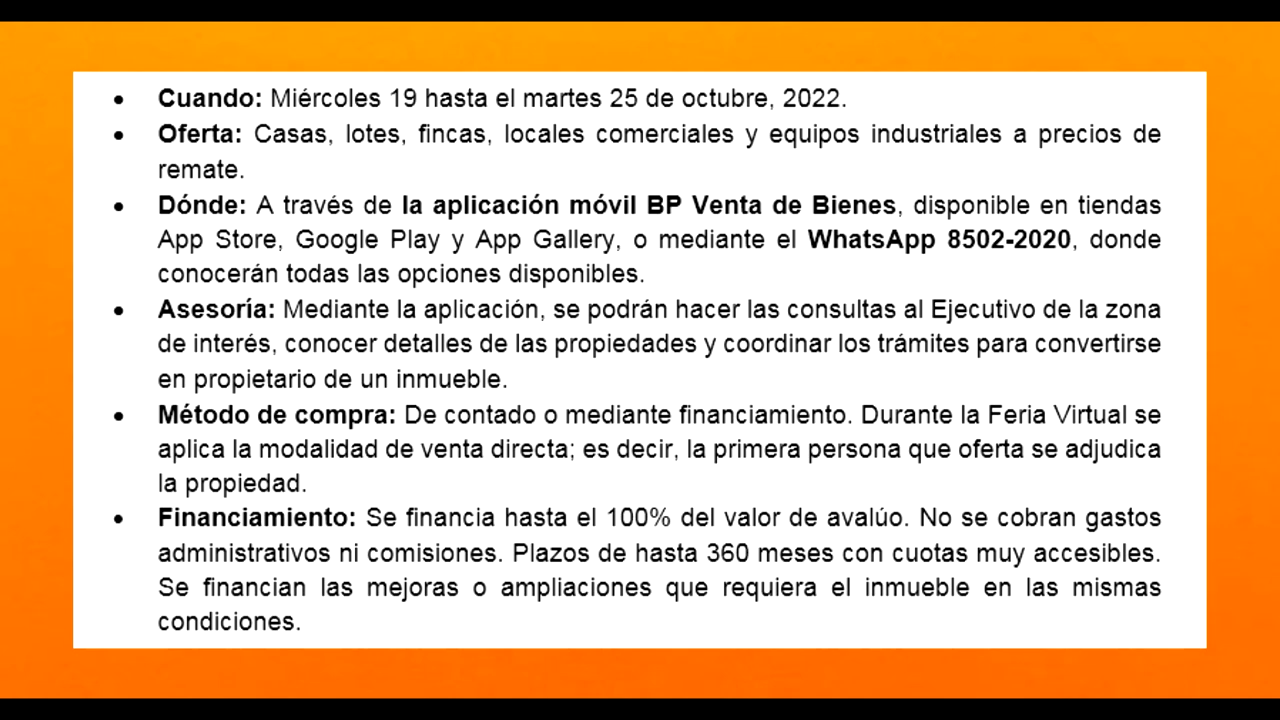 • Cuando: Miércoles 19 hasta el martes 25 de octubre, 2022.
• Oferta: Casas, lotes, fincas, locales comerciales y equipos industriales a precios de
remate.
• Dónde: A través de la aplicación móvil BP Venta de Bienes, disponible en tiendas
App Store, Google Play y App Gallery, o mediante el WhatsApp 8502-2020, donde
conocerán todas las opciones disponibles.
• Asesoría: Mediante la aplicación, se podrán hacer las consultas al Ejecutivo de la zona
de interés, conocer detalles de las propiedades y coordinar los trámites para convertirse
en propietario de un inmueble.
• Método de compra: De contado o mediante financiamiento. Durante la Feria Virtual se
aplica la modalidad de venta directa; es decir, la primera persona que oferta se adjudica
la propiedad.
• Financiamiento: Se financia hasta el 100% del valor de avalúo. No se cobran gastos
administrativos ni comisiones. Plazos de hasta 360 meses con cuotas muy accesibles.
Se financian las mejoras o ampliaciones que requiera el inmueble en las mismas
condiciones.